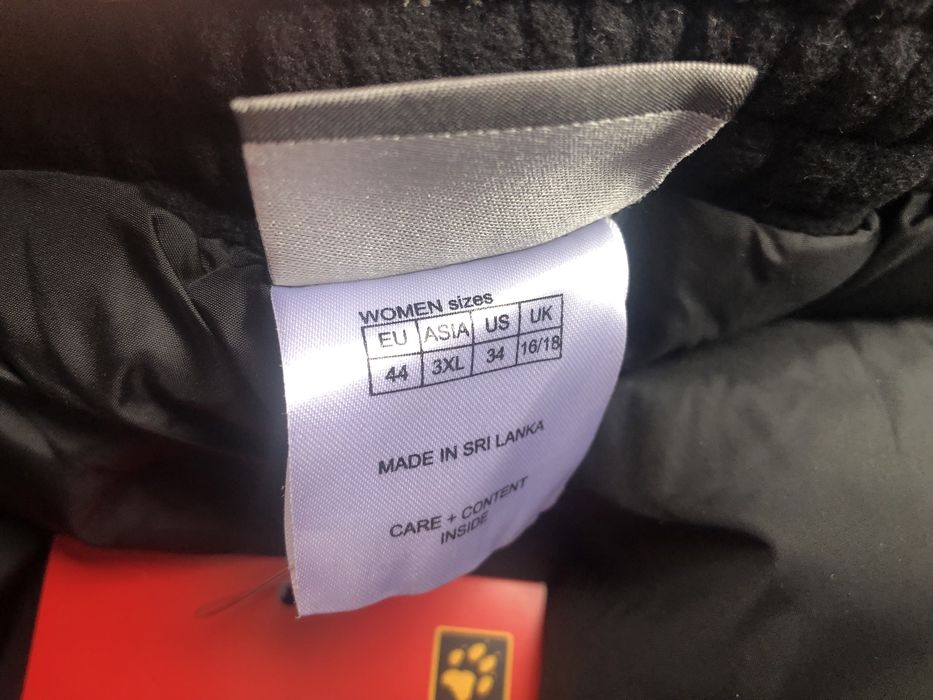 WOMEN sizes
EU ASIA US UK
44 3XL 34 16/18
MADE IN SRI LANKA
CARE + CONTENT
INSIDE